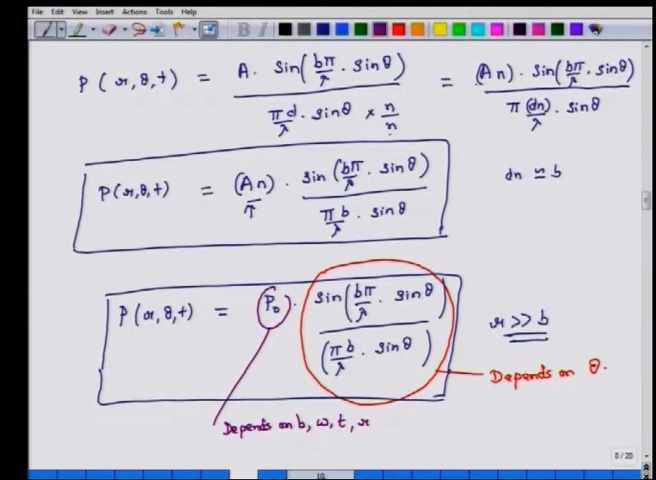 File Edit View Insert Actions Tools Help
P(r,θ,t) = A. sin(bπ/λ . sinθ) / (πd/λ . sinθ × n/n) = (An). sin(bπ/λ . sinθ) / (π(dn)/λ . sinθ)
P(r,θ,t) = (An)/↑ . sin(bπ/λ . sinθ) / (πb/λ . sinθ)
dn ≃ b
P(r,θ,t) = P₀ . sin(bπ/λ . sinθ) / (πb/λ . sinθ)
r >> b
Depends on θ.
Depends on b, ω, t, r
8/20
10